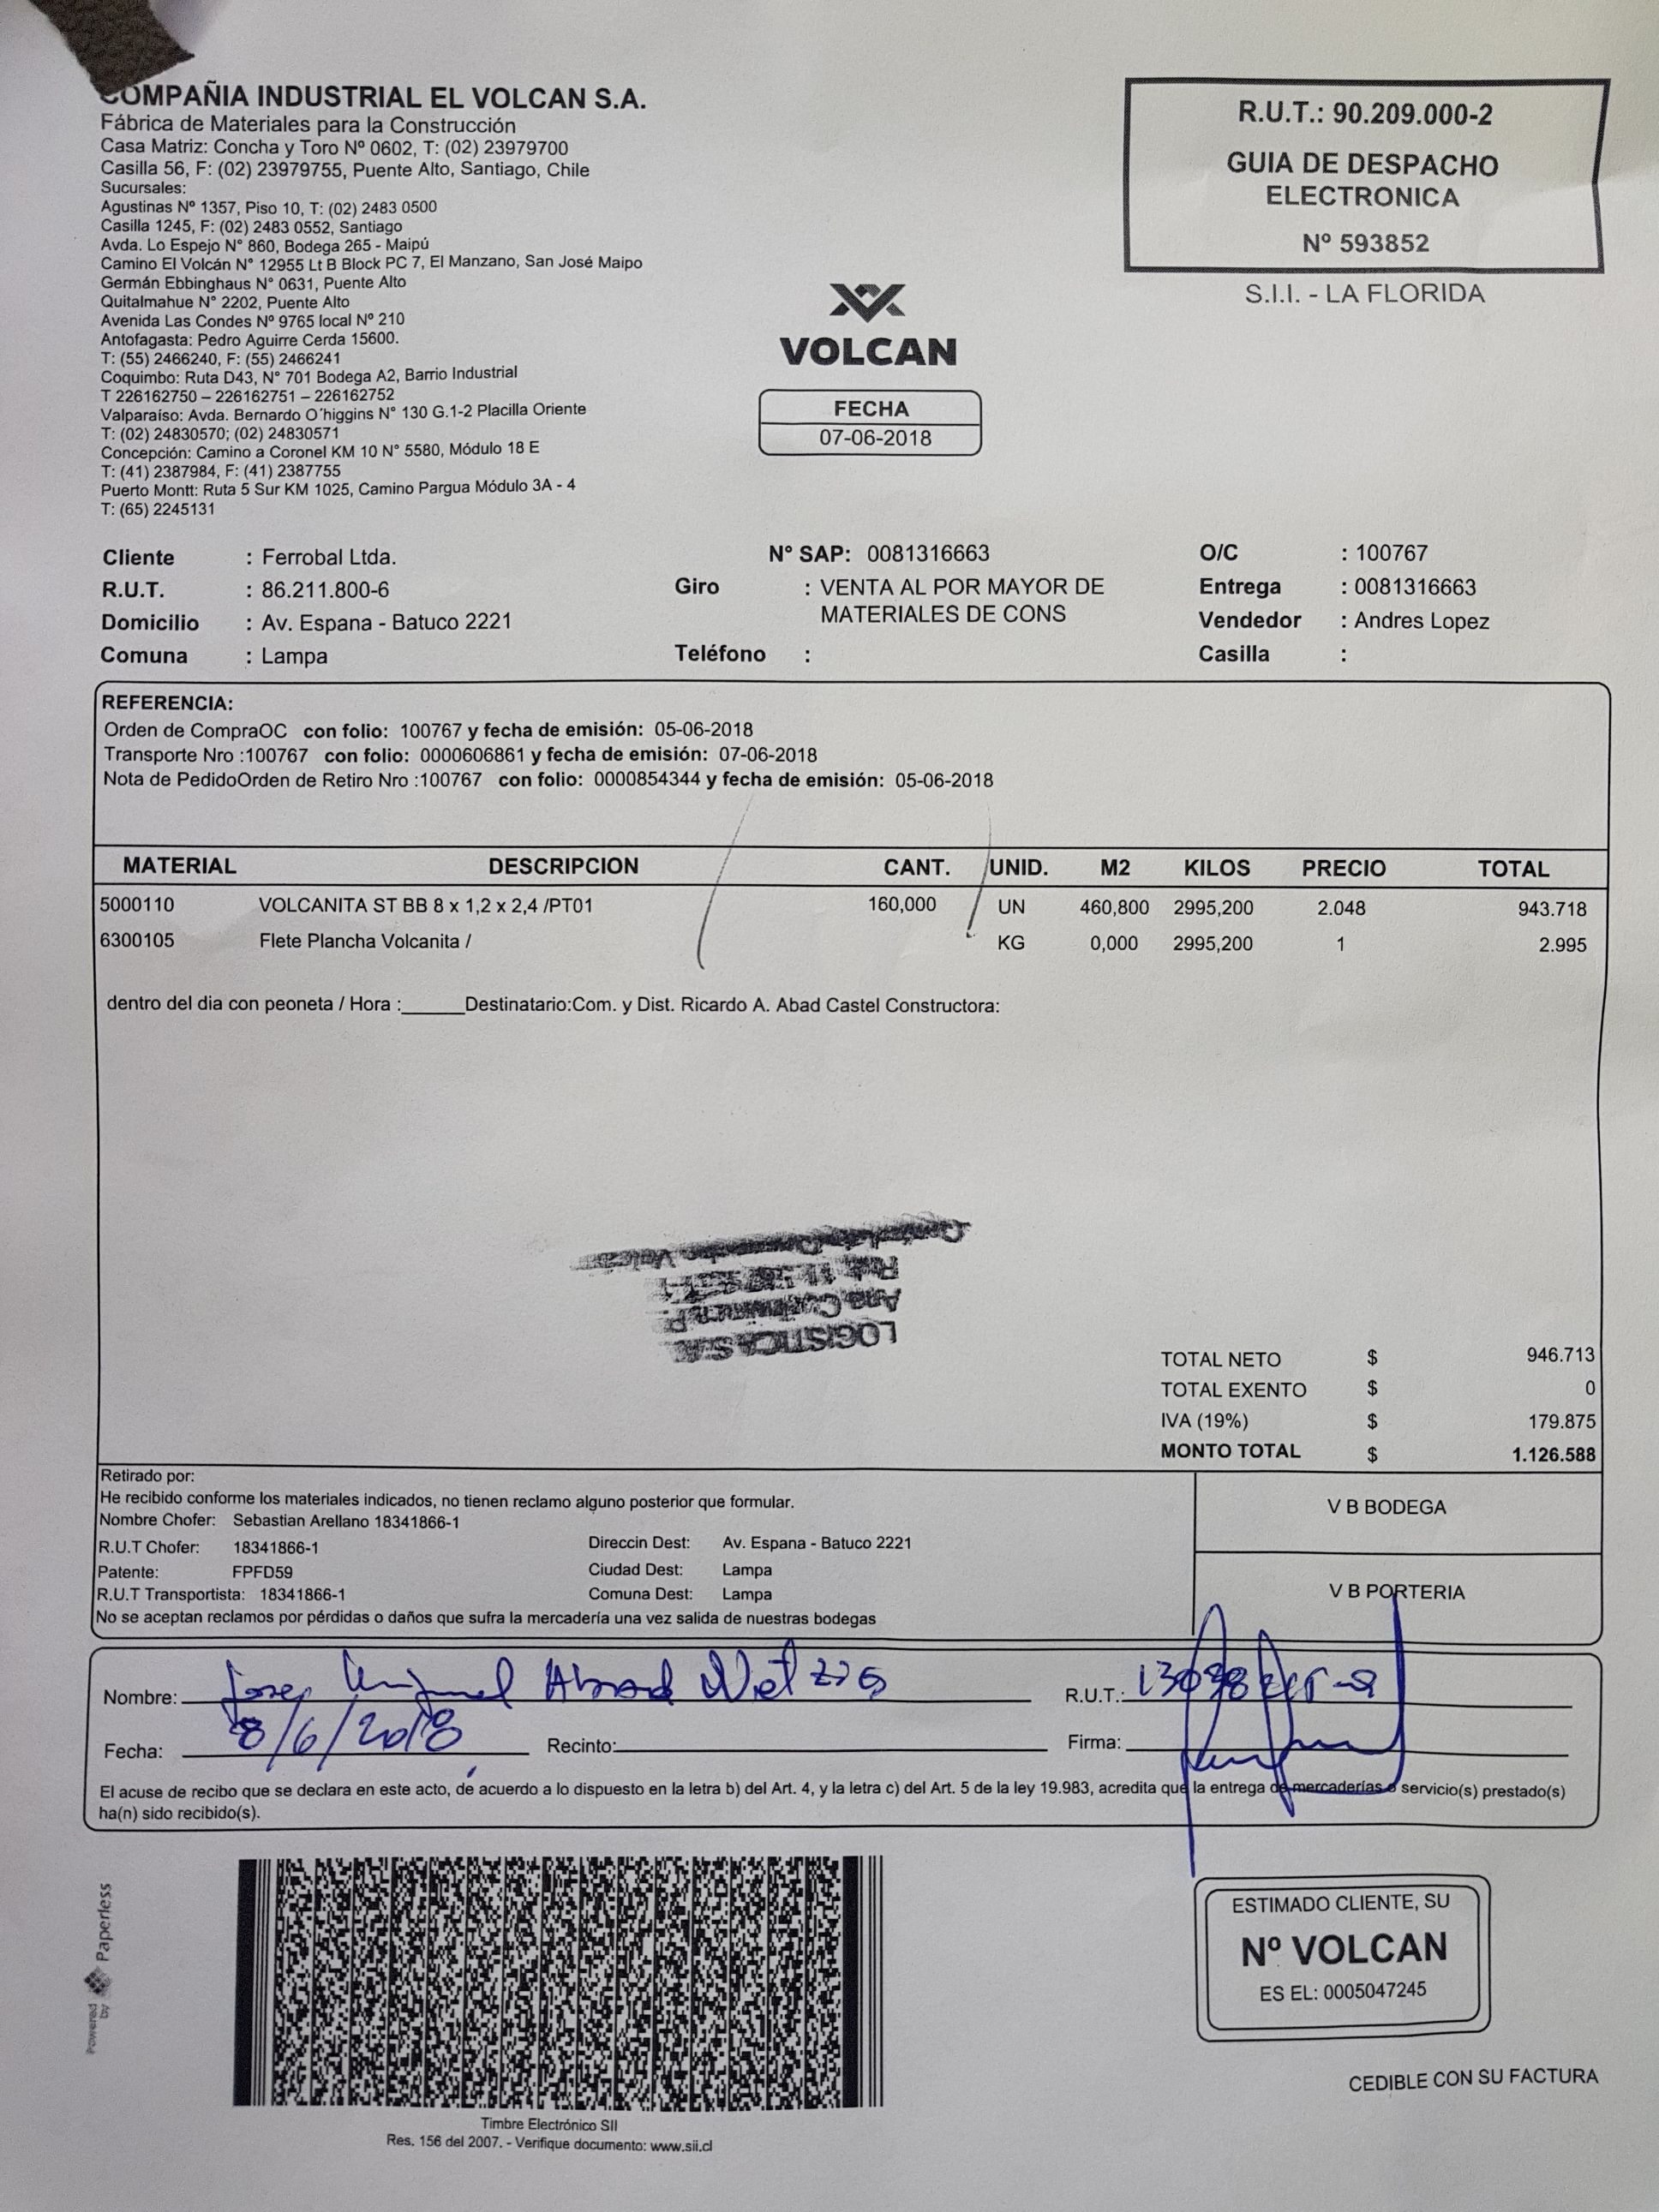 COMPAÑIA INDUSTRIAL EL VOLCAN S.A.
Fábrica de Materiales para la Construcción
Casa Matriz: Concha y Toro Nº 0602, T: (02) 23979700
Casilla 56, F: (02) 23979755, Puente Alto, Santiago, Chile
Sucursales:
Agustinas Nº 1357, Piso 10, T: (02) 2483 0500
Casilla 1245, F: (02) 2483 0552, Santiago
Avda. Lo Espejo N° 860, Bodega 265 - Maipú
Camino El Volcán N° 12955 Lt B Block PC 7, El Manzano, San José Maipo
Germán Ebbinghaus N° 0631, Puente Alto
Quitalmahue N° 2202, Puente Alto
Avenida Las Condes Nº 9765 local Nº 210
Antofagasta: Pedro Aguirre Cerda 15600.
T: (55) 2466240, F: (55) 2466241
Coquimbo: Ruta D43, N° 701 Bodega A2, Barrio Industrial
T 226162750 – 226162751 – 226162752
Valparaíso: Avda. Bernardo O´higgins N° 130 G.1-2 Placilla Oriente
T: (02) 24830570; (02) 24830571
Concepción: Camino a Coronel KM 10 N° 5580, Módulo 18 E
T: (41) 2387984, F: (41) 2387755
Puerto Montt: Ruta 5 Sur KM 1025, Camino Pargua Módulo 3A - 4
T: (65) 2245131
R.U.T.: 90.209.000-2
GUIA DE DESPACHO
ELECTRONICA
Nº 593852
S.I.I. - LA FLORIDA
VOLCAN
FECHA
07-06-2018
Cliente : Ferrobal Ltda. N° SAP: 0081316663 O/C : 100767
R.U.T. : 86.211.800-6 Giro : VENTA AL POR MAYOR DE Entrega : 0081316663
Domicilio : Av. Espana - Batuco 2221 MATERIALES DE CONS Vendedor : Andres Lopez
Comuna : Lampa Teléfono : Casilla :
REFERENCIA:
Orden de CompraOC con folio: 100767 y fecha de emisión: 05-06-2018
Transporte Nro :100767 con folio: 0000606861 y fecha de emisión: 07-06-2018
Nota de PedidoOrden de Retiro Nro :100767 con folio: 0000854344 y fecha de emisión: 05-06-2018
MATERIAL DESCRIPCION CANT. UNID. M2 KILOS PRECIO TOTAL
5000110 VOLCANITA ST BB 8 x 1,2 x 2,4 /PT01 160,000 UN 460,800 2995,200 2.048 943.718
6300105 Flete Plancha Volcanita / KG 0,000 2995,200 1 2.995
dentro del dia con peoneta / Hora :______Destinatario:Com. y Dist. Ricardo A. Abad Castel Constructora:
LOGISTICA S.A.
TOTAL NETO $ 946.713
TOTAL EXENTO $ 0
IVA (19%) $ 179.875
MONTO TOTAL $ 1.126.588
Retirado por:
He recibido conforme los materiales indicados, no tienen reclamo alguno posterior que formular.
Nombre Chofer: Sebastian Arellano 18341866-1
R.U.T Chofer: 18341866-1 Direccin Dest: Av. Espana - Batuco 2221
Patente: FPFD59 Ciudad Dest: Lampa
R.U.T Transportista: 18341866-1 Comuna Dest: Lampa
No se aceptan reclamos por pérdidas o daños que sufra la mercadería una vez salida de nuestras bodegas
V B BODEGA
V B PORTERIA
Nombre: Abad R.U.T.:
Fecha: 8/6/2018 Recinto: Firma:
El acuse de recibo que se declara en este acto, de acuerdo a lo dispuesto en la letra b) del Art. 4, y la letra c) del Art. 5 de la ley 19.983, acredita que la entrega de mercaderías o servicio(s) prestado(s)
ha(n) sido recibido(s).
Powered by Paperless
Timbre Electrónico SII
Res. 156 del 2007. - Verifique documento: www.sii.cl
ESTIMADO CLIENTE, SU
Nº VOLCAN
ES EL: 0005047245
CEDIBLE CON SU FACTURA